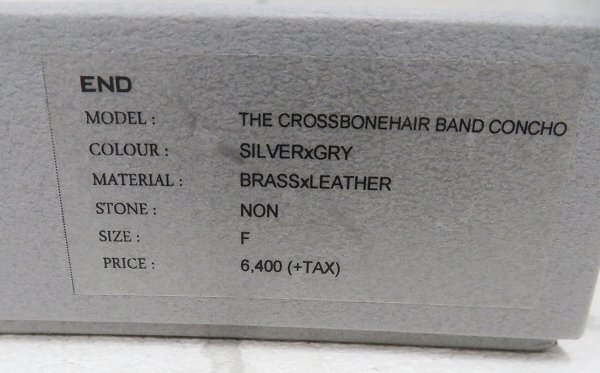 END
MODEL : THE CROSSBONEHAIR BAND CONCHO
COLOUR : SILVERxGRY
MATERIAL : BRASSxLEATHER
STONE : NON
SIZE : F
PRICE : 6,400 (+TAX)